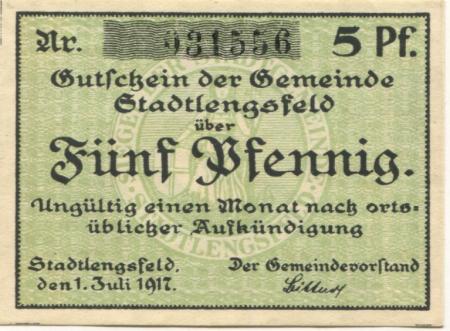 Nr. 031556 5 Pf.
Gutschein der Gemeinde
Stadtlengsfeld
über
Fünf Pfennig.
Ungültig einen Monat nach orts-
üblicher Aufkündigung
Stadtlengsfeld, Der Gemeindevorstand
den 1. Juli 1917.